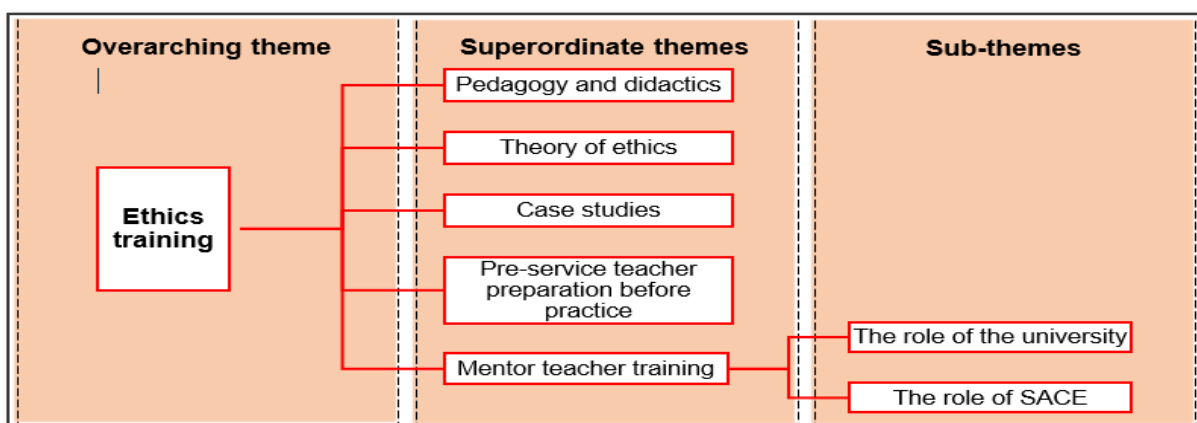 Overarching theme
Superordinate themes
Sub-themes
Ethics
training
Pedagogy and didactics
Theory of ethics
Case studies
Pre-service teacher
preparation before
practice
Mentor teacher training
The role of the university
The role of SACE